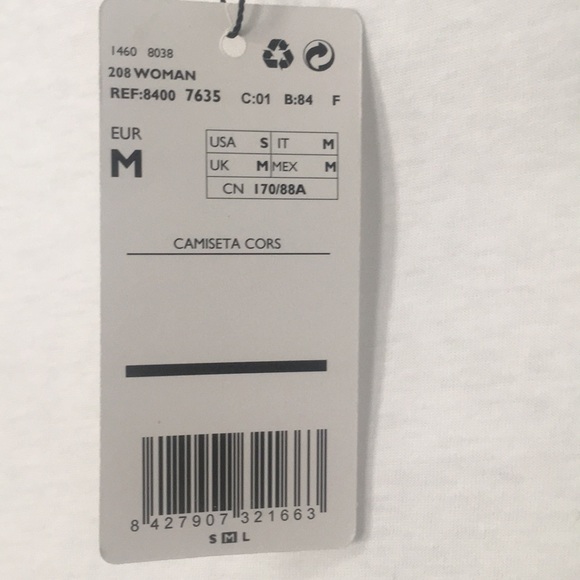 1460 8038
208 WOMAN
REF:8400 7635 C:01 B:84 F
EUR
M
USA S IT M
UK M MEX M
CN 170/88A
CAMISETA CORS
8 427907 321663
S M L